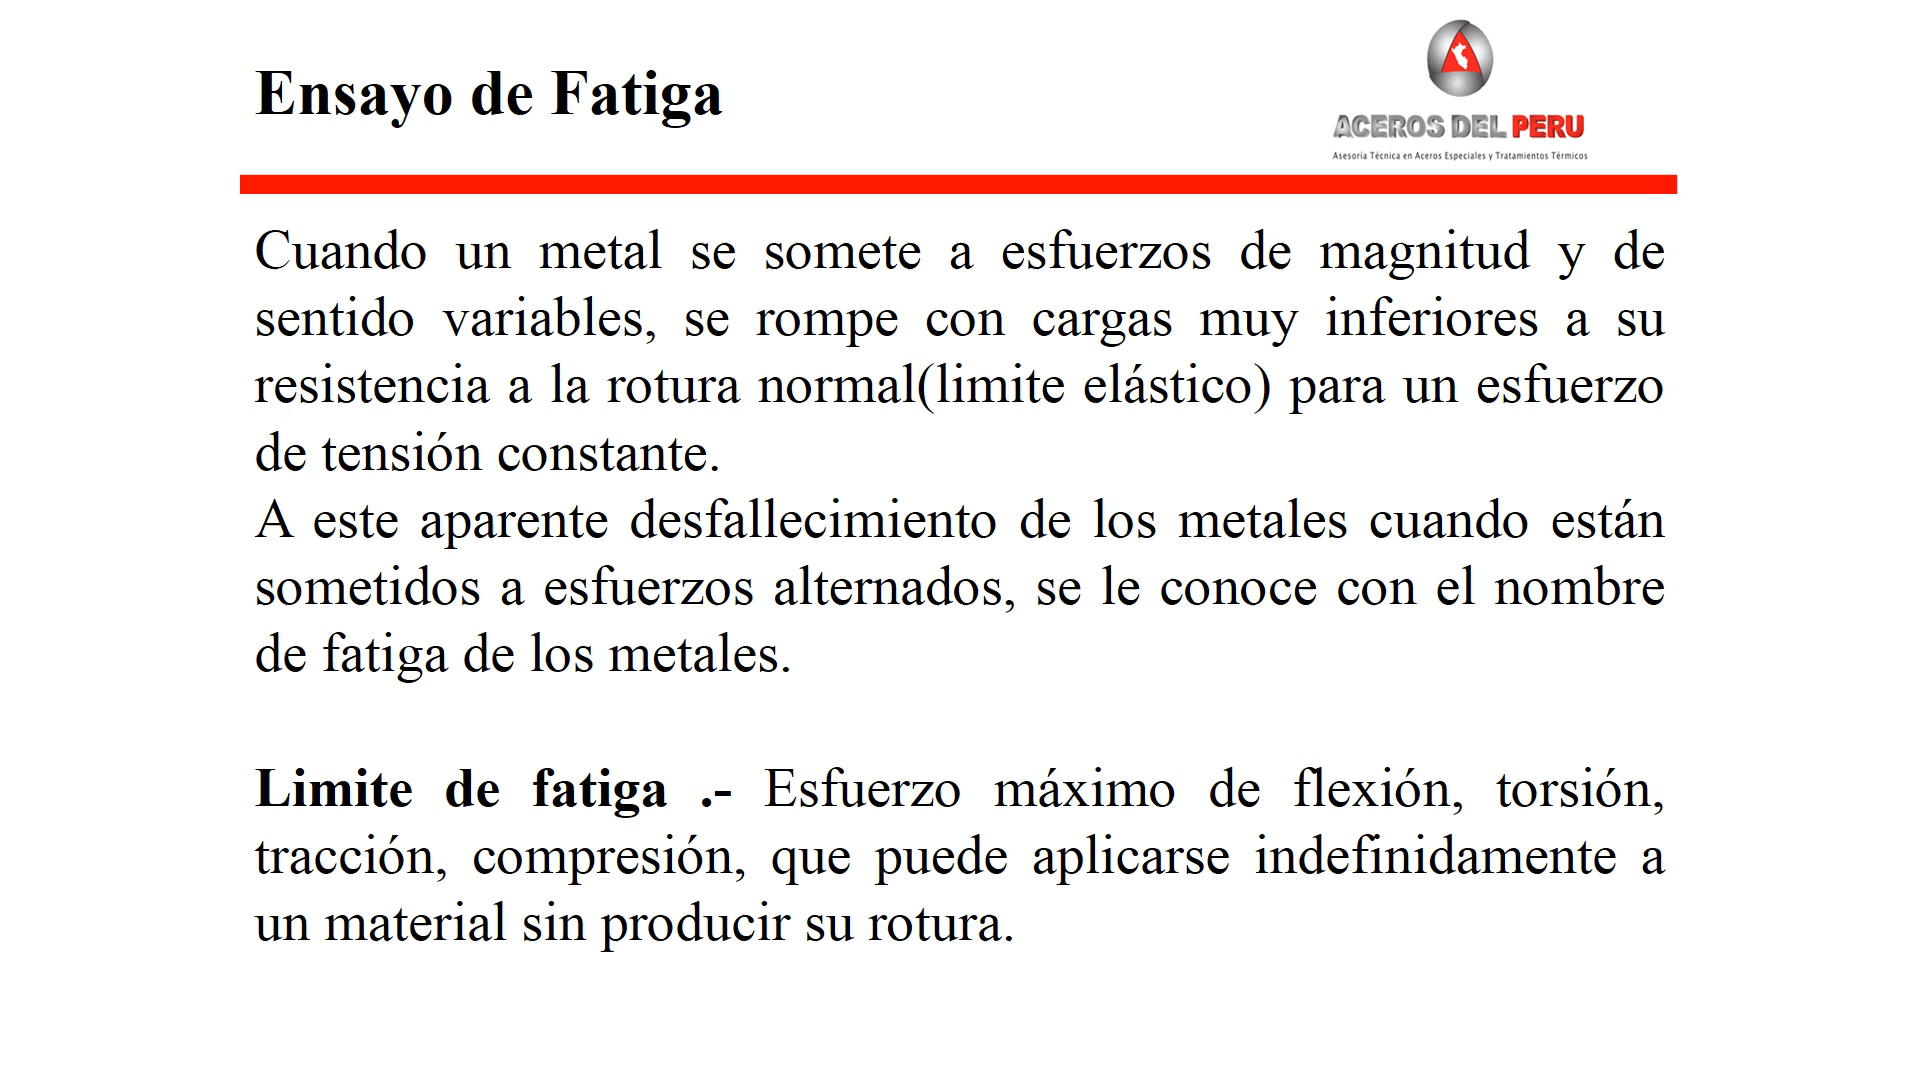 Ensayo de Fatiga
ACEROS DEL PERU
Asesoría Técnica en Aceros Especiales y Tratamientos Térmicos
Cuando un metal se somete a esfuerzos de magnitud y de
sentido variables, se rompe con cargas muy inferiores a su
resistencia a la rotura normal(limite elástico) para un esfuerzo
de tensión constante.
A este aparente desfallecimiento de los metales cuando están
sometidos a esfuerzos alternados, se le conoce con el nombre
de fatiga de los metales.
Limite de fatiga .- Esfuerzo máximo de flexión, torsión,
tracción, compresión, que puede aplicarse indefinidamente a
un material sin producir su rotura.